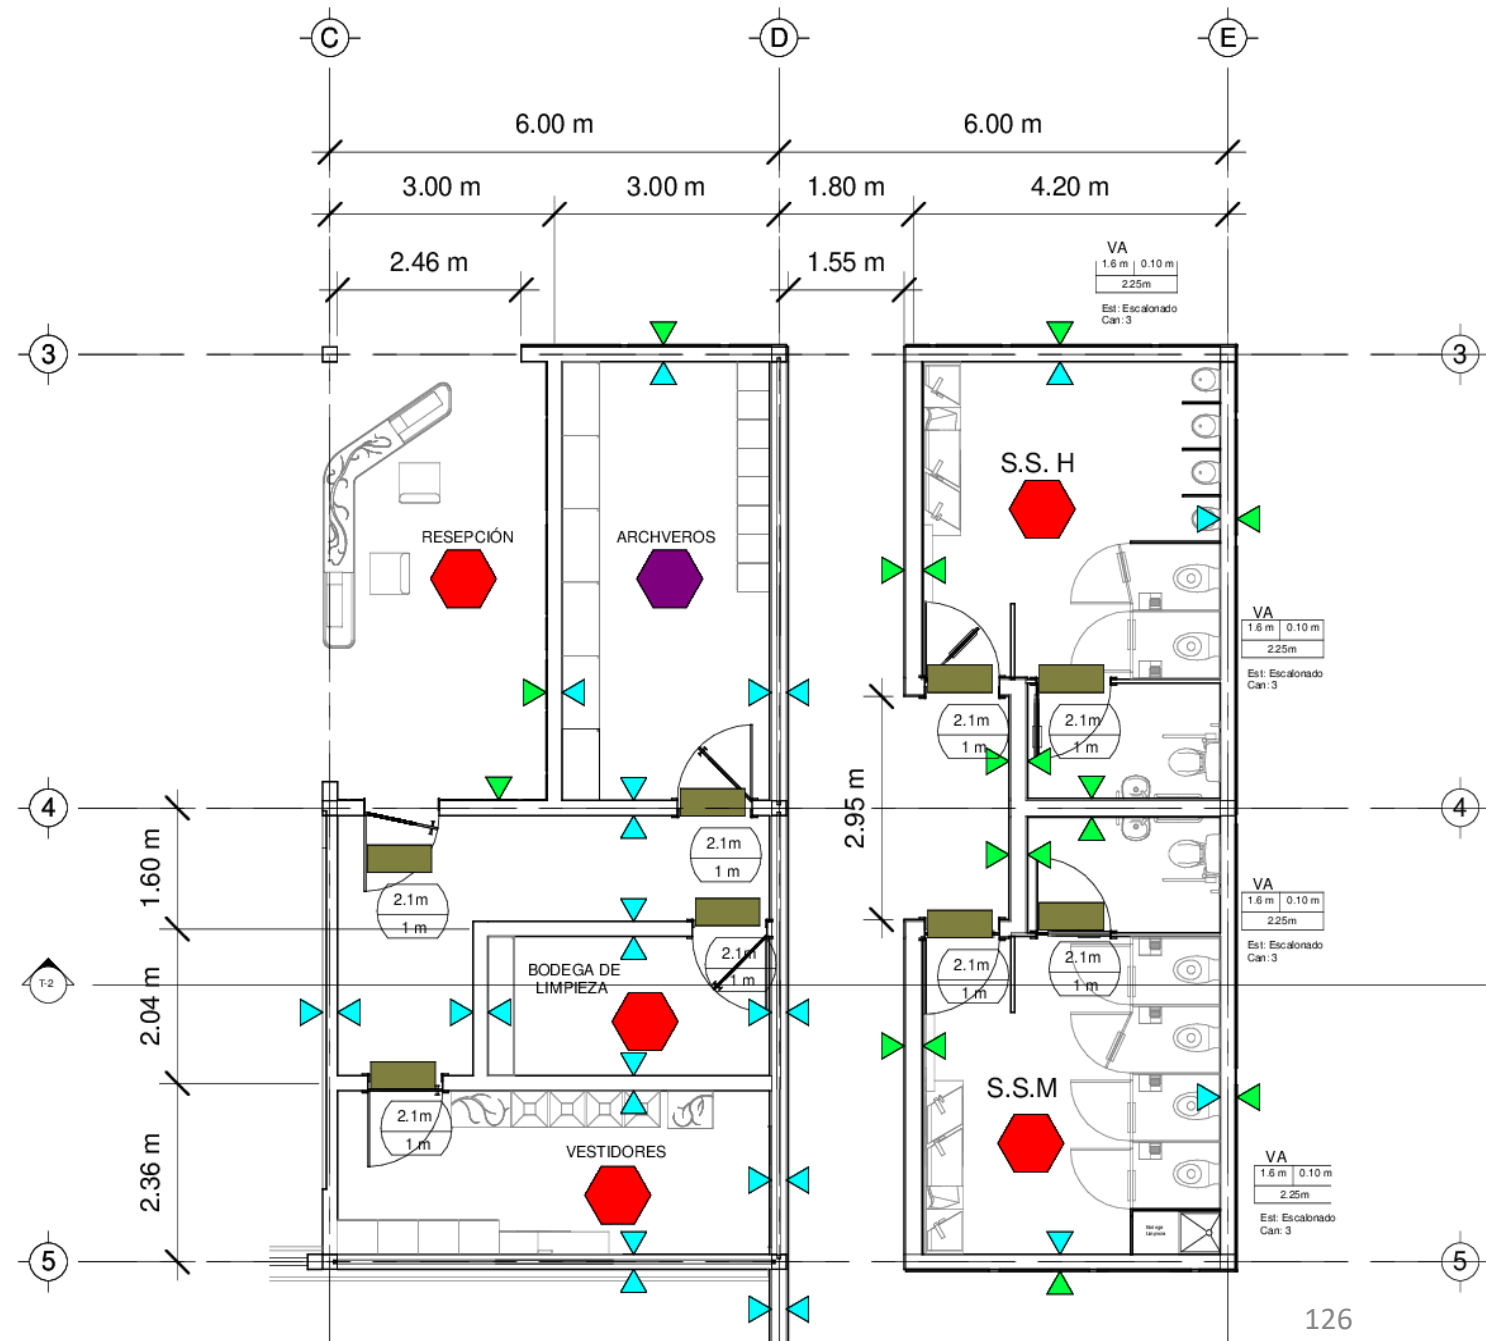 C D E
6.00 m 6.00 m
3.00 m 3.00 m 1.80 m 4.20 m
2.46 m 1.55 m
VA
1.6 m 0.10 m
2.25m
Est: Escalonado
Can: 3
3 3
S.S. H
RESEPCIÓN ARCHVEROS
VA
1.6 m 0.10 m
2.25m
Est: Escalonado
Can: 3
2.1m
1 m
2.1m
1 m
2.95 m
4 4
1.60 m
2.1m
1 m
2.1m
1 m
VA
1.6 m 0.10 m
2.25m
Est: Escalonado
Can: 3
2.1m
1 m
2.1m
1 m
2.1m
1 m
BODEGA DE
LIMPIEZA
T-2
2.04 m
S.S.M
2.1m
1 m
VESTIDORES
2.36 m
VA
1.6 m 0.10 m
2.25m
Est: Escalonado
Can: 3
5 5
126